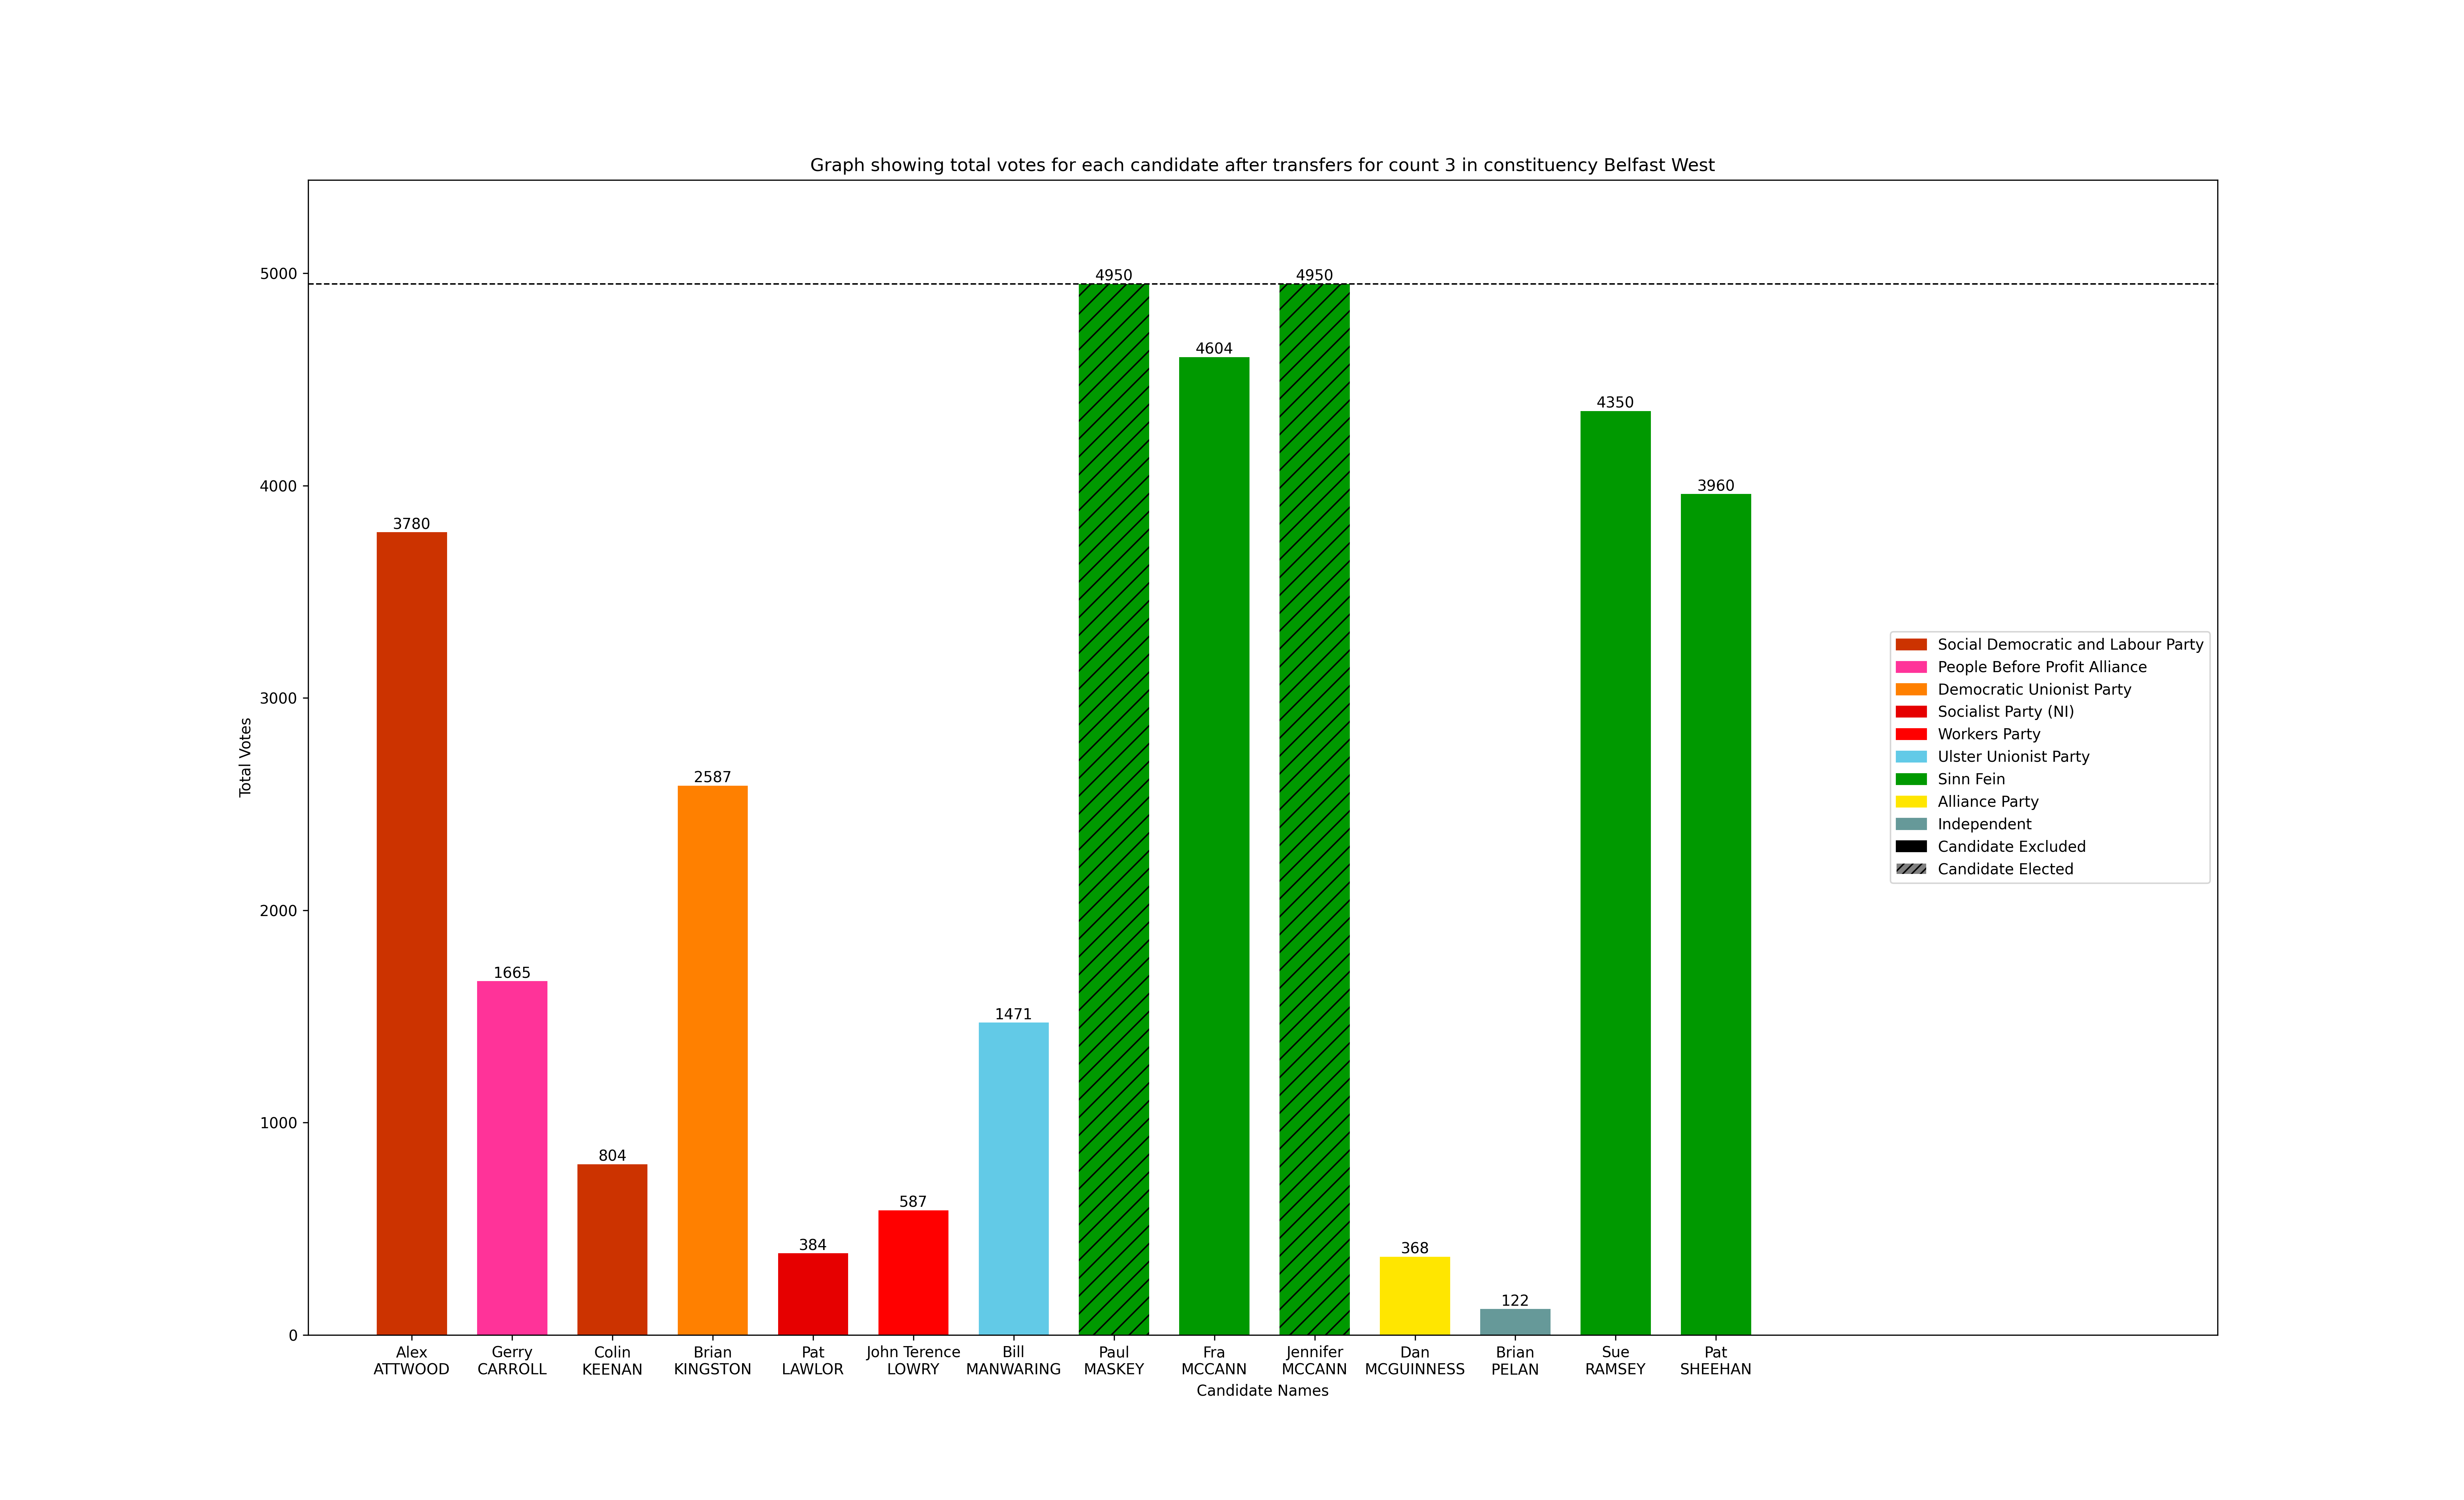 Graph showing total votes for each candidate after transfers for count 3 in constituency Belfast West
Total Votes
5000
4000
3000
2000
1000
0
3780
1665
804
2587
384
587
1471
4950
4604
4950
368
122
4350
3960
Alex
ATTWOOD
Gerry
CARROLL
Colin
KEENAN
Brian
KINGSTON
Pat
LAWLOR
John Terence
LOWRY
Bill
MANWARING
Paul
MASKEY
Fra
MCCANN
Jennifer
MCCANN
Dan
MCGUINNESS
Brian
PELAN
Sue
RAMSEY
Pat
SHEEHAN
Candidate Names
Social Democratic and Labour Party
People Before Profit Alliance
Democratic Unionist Party
Socialist Party (NI)
Workers Party
Ulster Unionist Party
Sinn Fein
Alliance Party
Independent
Candidate Excluded
Candidate Elected